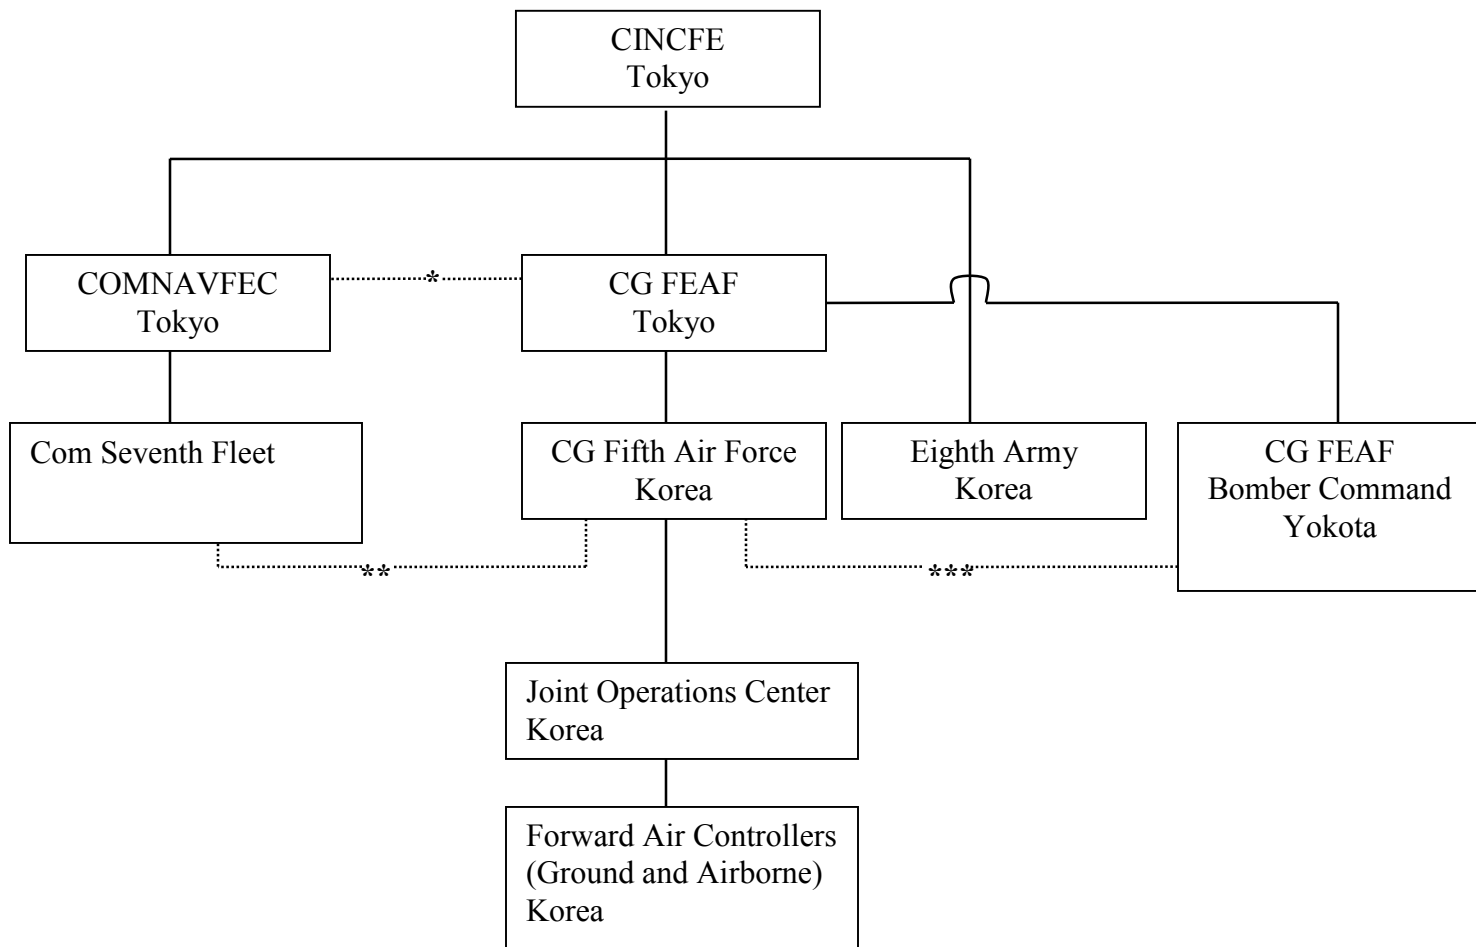 CINCFE
Tokyo
COMNAVFEC
Tokyo
*
CG FEAF
Tokyo
Com Seventh Fleet
CG Fifth Air Force
Korea
Eighth Army
Korea
CG FEAF
Bomber Command
Yokota
**
***
Joint Operations Center
Korea
Forward Air Controllers
(Ground and Airborne)
Korea